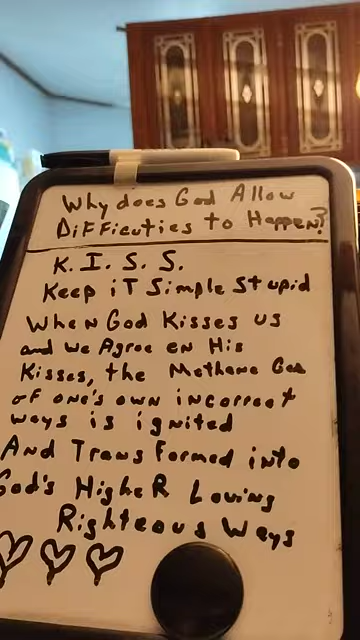 Why does God Allow
Difficuties to Happen?
K. I. S. S.
Keep iT Simple Stupid
When God Kisses us
and we Agree en His
Kisses, the Methane Gas
of one's own incorrect
ways is ignited
And Transformed into
God's Higher Loving
Righteous Ways